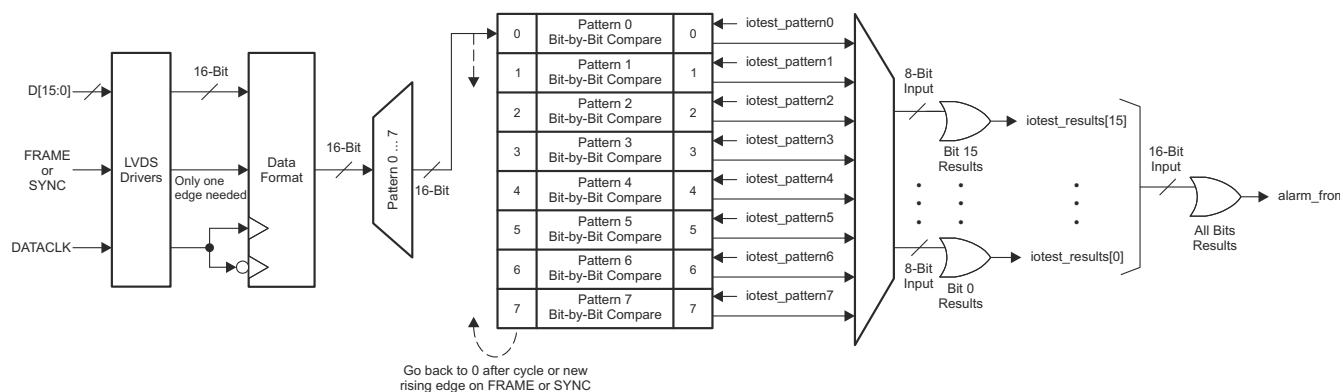 D[15:0]
FRAME
or
SYNC
DATACLK
LVDS
Drivers
16-Bit
Only one
edge needed
Data
Format
16-Bit
Pattern 0 ... 7
16-Bit
0
Pattern 0
Bit-by-Bit Compare
0
iotest_pattern0
1
Pattern 1
Bit-by-Bit Compare
1
iotest_pattern1
2
Pattern 2
Bit-by-Bit Compare
2
iotest_pattern2
3
Pattern 3
Bit-by-Bit Compare
3
iotest_pattern3
4
Pattern 4
Bit-by-Bit Compare
4
iotest_pattern4
5
Pattern 5
Bit-by-Bit Compare
5
iotest_pattern5
6
Pattern 6
Bit-by-Bit Compare
6
iotest_pattern6
7
Pattern 7
Bit-by-Bit Compare
7
iotest_pattern7
Go back to 0 after cycle or new
rising edge on FRAME or SYNC
8-Bit
Input
Bit 15
Results
iotest_results[15]
8-Bit
Input
Bit 0
Results
iotest_results[0]
16-Bit
Input
All Bits
Results
alarm_from